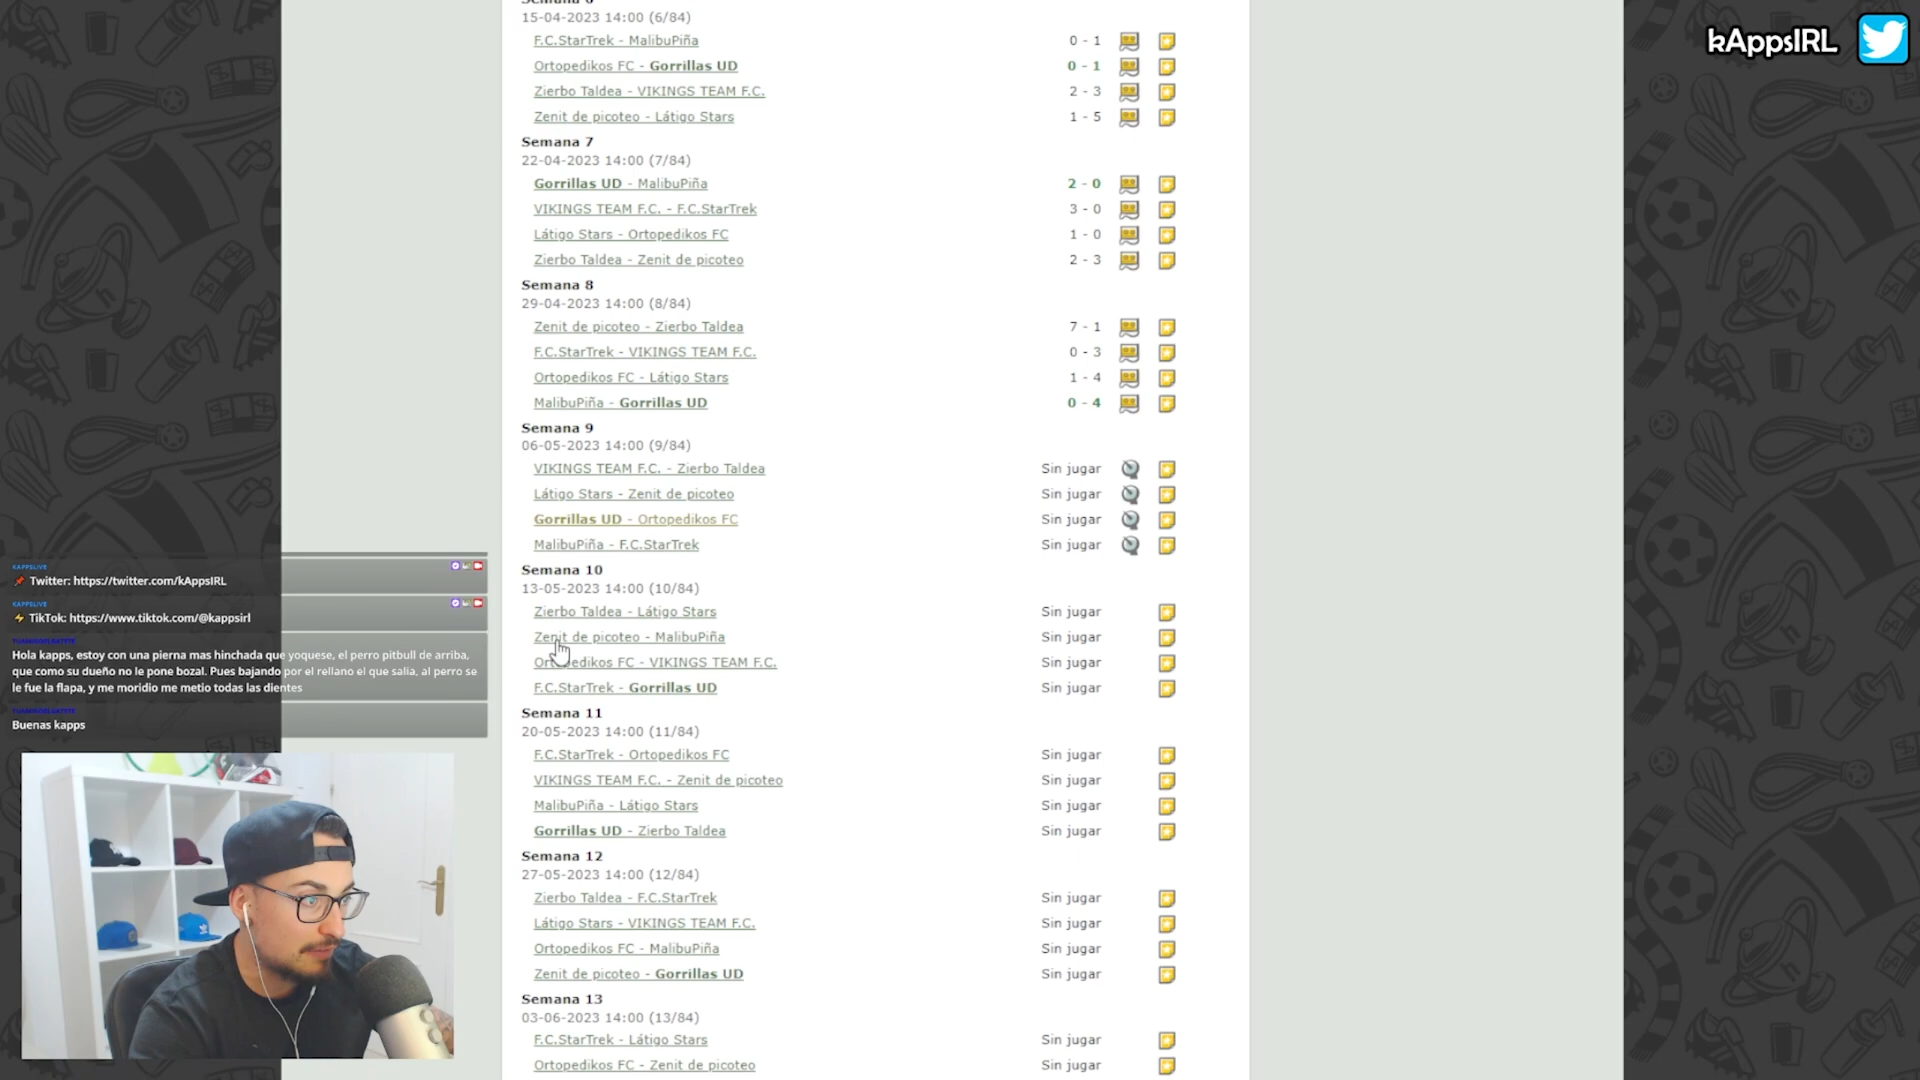 kAppsIRL
15-04-2023 14:00 (6/84)
F.C.StarTrek - MalibuPiña 0 - 1
Ortopedikos FC - Gorrillas UD 0 - 1
Zierbo Taldea - VIKINGS TEAM F.C. 2 - 3
Zenit de picoteo - Látigo Stars 1 - 5
Semana 7
22-04-2023 14:00 (7/84)
Gorrillas UD - MalibuPiña 2 - 0
VIKINGS TEAM F.C. - F.C.StarTrek 3 - 0
Látigo Stars - Ortopedikos FC 1 - 0
Zierbo Taldea - Zenit de picoteo 2 - 3
Semana 8
29-04-2023 14:00 (8/84)
Zenit de picoteo - Zierbo Taldea 7 - 1
F.C.StarTrek - VIKINGS TEAM F.C. 0 - 3
Ortopedikos FC - Látigo Stars 1 - 4
MalibuPiña - Gorrillas UD 0 - 4
Semana 9
06-05-2023 14:00 (9/84)
VIKINGS TEAM F.C. - Zierbo Taldea Sin jugar
Látigo Stars - Zenit de picoteo Sin jugar
Gorrillas UD - Ortopedikos FC Sin jugar
MalibuPiña - F.C.StarTrek Sin jugar
Semana 10
13-05-2023 14:00 (10/84)
Zierbo Taldea - Látigo Stars Sin jugar
Zenit de picoteo - MalibuPiña Sin jugar
Ortopedikos FC - VIKINGS TEAM F.C. Sin jugar
F.C.StarTrek - Gorrillas UD Sin jugar
Semana 11
20-05-2023 14:00 (11/84)
F.C.StarTrek - Ortopedikos FC Sin jugar
VIKINGS TEAM F.C. - Zenit de picoteo Sin jugar
MalibuPiña - Látigo Stars Sin jugar
Gorrillas UD - Zierbo Taldea Sin jugar
Semana 12
27-05-2023 14:00 (12/84)
Zierbo Taldea - F.C.StarTrek Sin jugar
Látigo Stars - VIKINGS TEAM F.C. Sin jugar
Ortopedikos FC - MalibuPiña Sin jugar
Zenit de picoteo - Gorrillas UD Sin jugar
Semana 13
03-06-2023 14:00 (13/84)
F.C.StarTrek - Látigo Stars Sin jugar
Ortopedikos FC - Zenit de picoteo Sin jugar
KAPPSLIVE
Twitter: https://twitter.com/kAppsIRL
KAPPSLIVE
TikTok: https://www.tiktok.com/@kappsirl
Hola kapps, estoy con una pierna mas hinchada que yoquese, el perro pitbull de arriba,
que como su dueño no le pone bozal. Pues bajando por el rellano el que salia, al perro se
le fue la flapa, y me moridio me metio todas las dientes
Buenas kapps